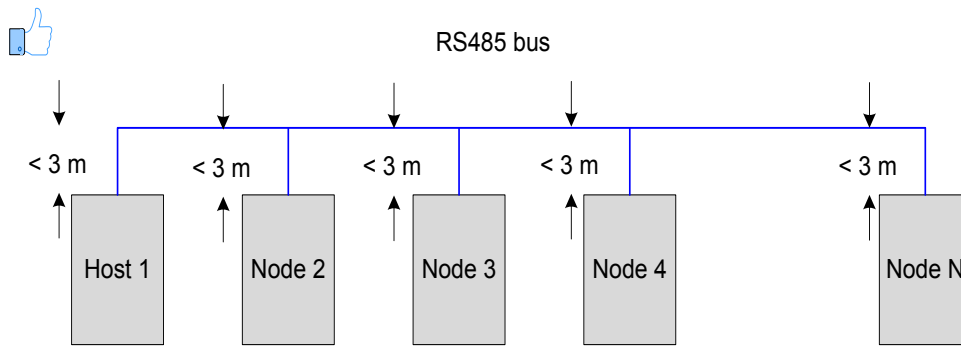 RS485 bus
< 3 m
< 3 m
< 3 m
< 3 m
< 3 m
Host 1
Node 2
Node 3
Node 4
Node N